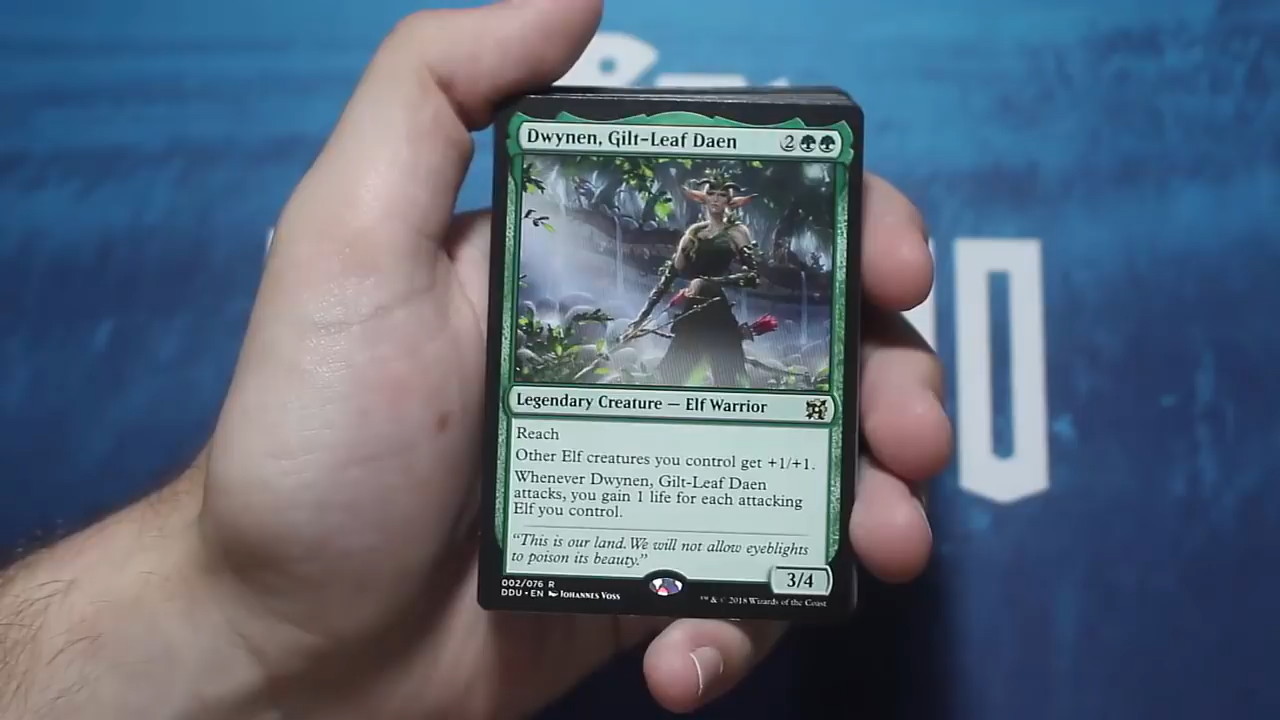 Dwynen, Gilt-Leaf Daen 2
Legendary Creature — Elf Warrior
Reach
Other Elf creatures you control get +1/+1.
Whenever Dwynen, Gilt-Leaf Daen
attacks, you gain 1 life for each attacking
Elf you control.
“This is our land. We will not allow eyeblights
to poison its beauty.”
3/4
002/076 R
DDU • EN Johannes Voss
™ & © 2018 Wizards of the Coast